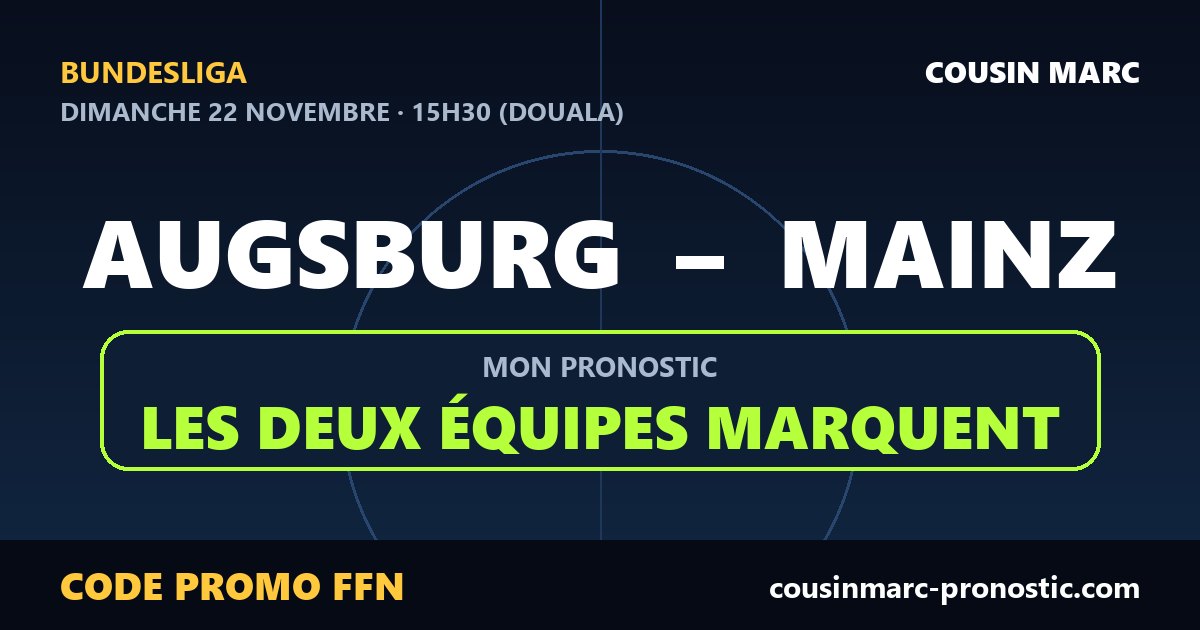 BUNDESLIGA
COUSIN MARC
DIMANCHE 22 NOVEMBRE · 15H30 (DOUALA)
AUGSBURG – MAINZ
MON PRONOSTIC
LES DEUX ÉQUIPES MARQUENT
CODE PROMO FFN
cousinmarc-pronostic.com